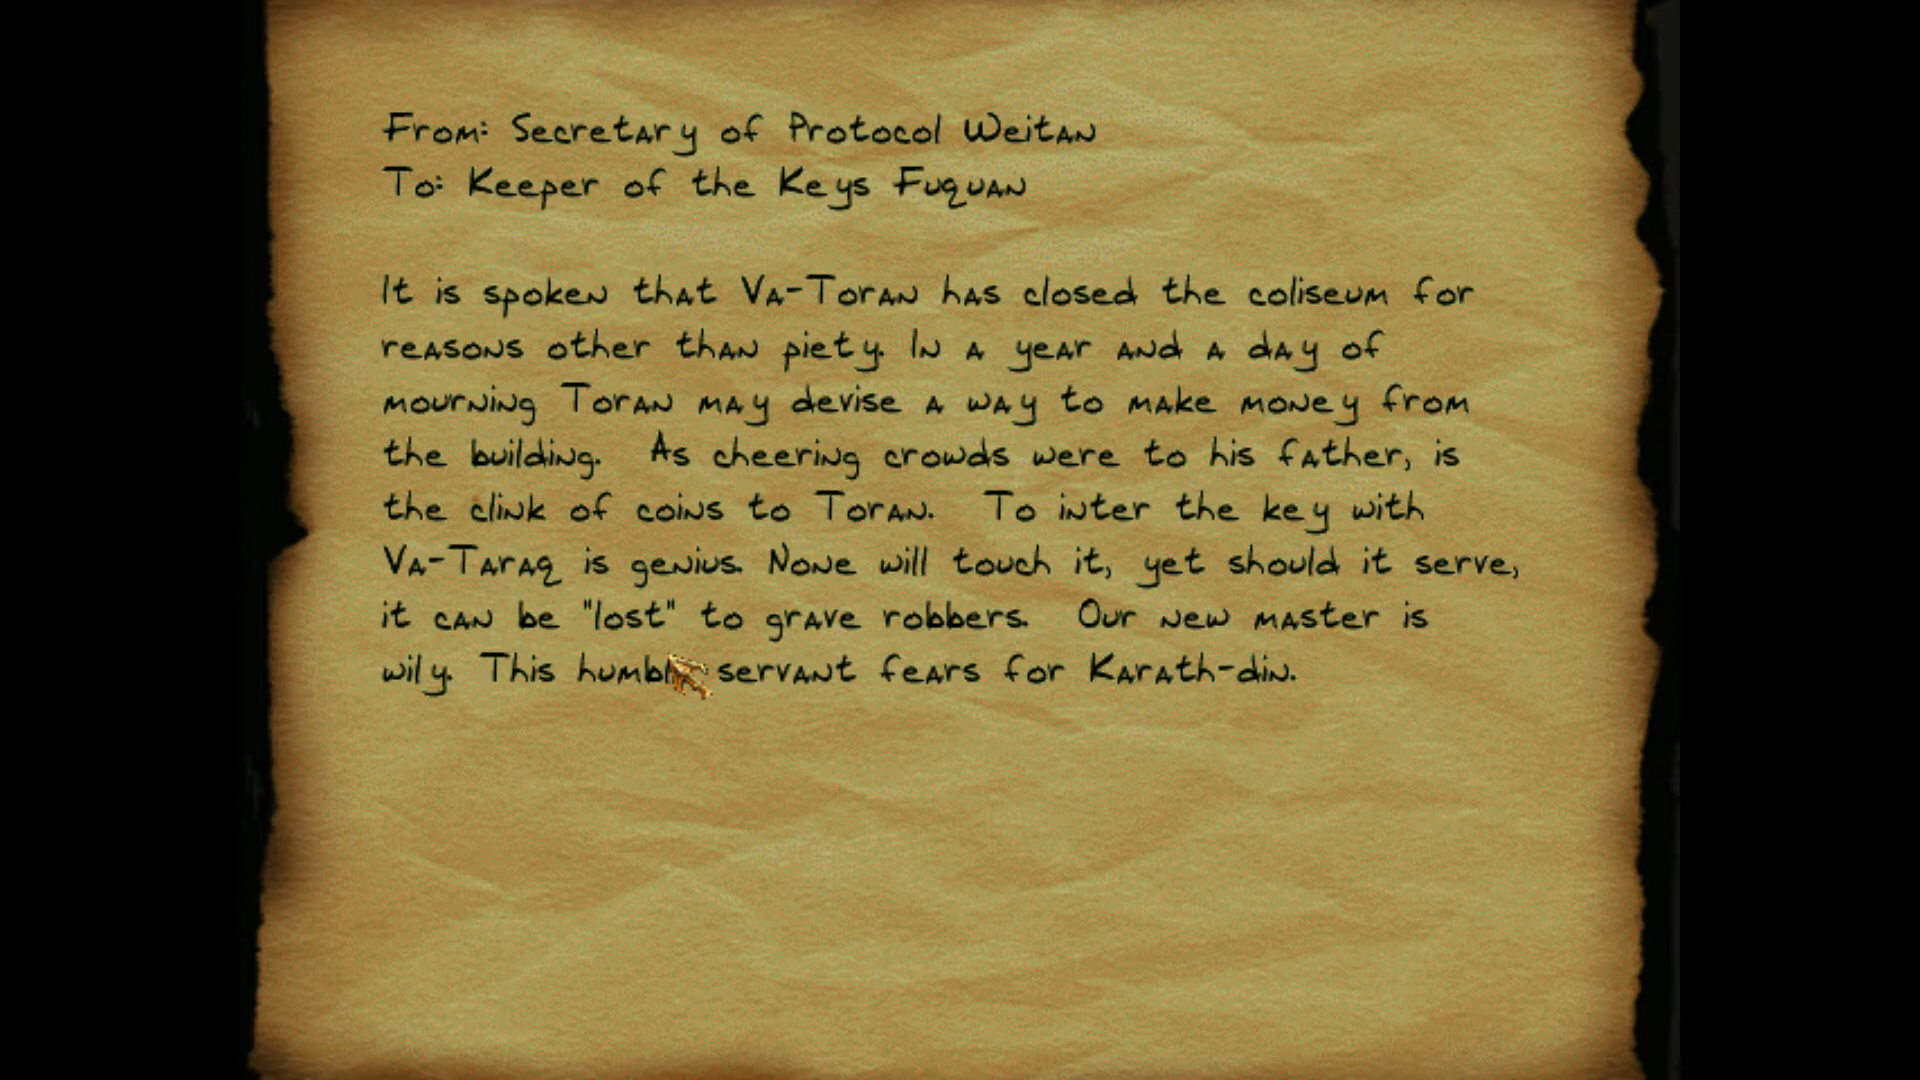 From: Secretary of Protocol Weitan
To: Keeper of the Keys Fuquan
It is spoken that Va-Toran has closed the coliseum for
reasons other than piety. In a year and a day of
mourning Toran may devise a way to make money from
the building. As cheering crowds were to his father, is
the clink of coins to Toran. To inter the key with
Va-Taraq is genius. None will touch it, yet should it serve,
it can be "lost" to grave robbers. Our new master is
wily. This humble servant fears for Karath-din.